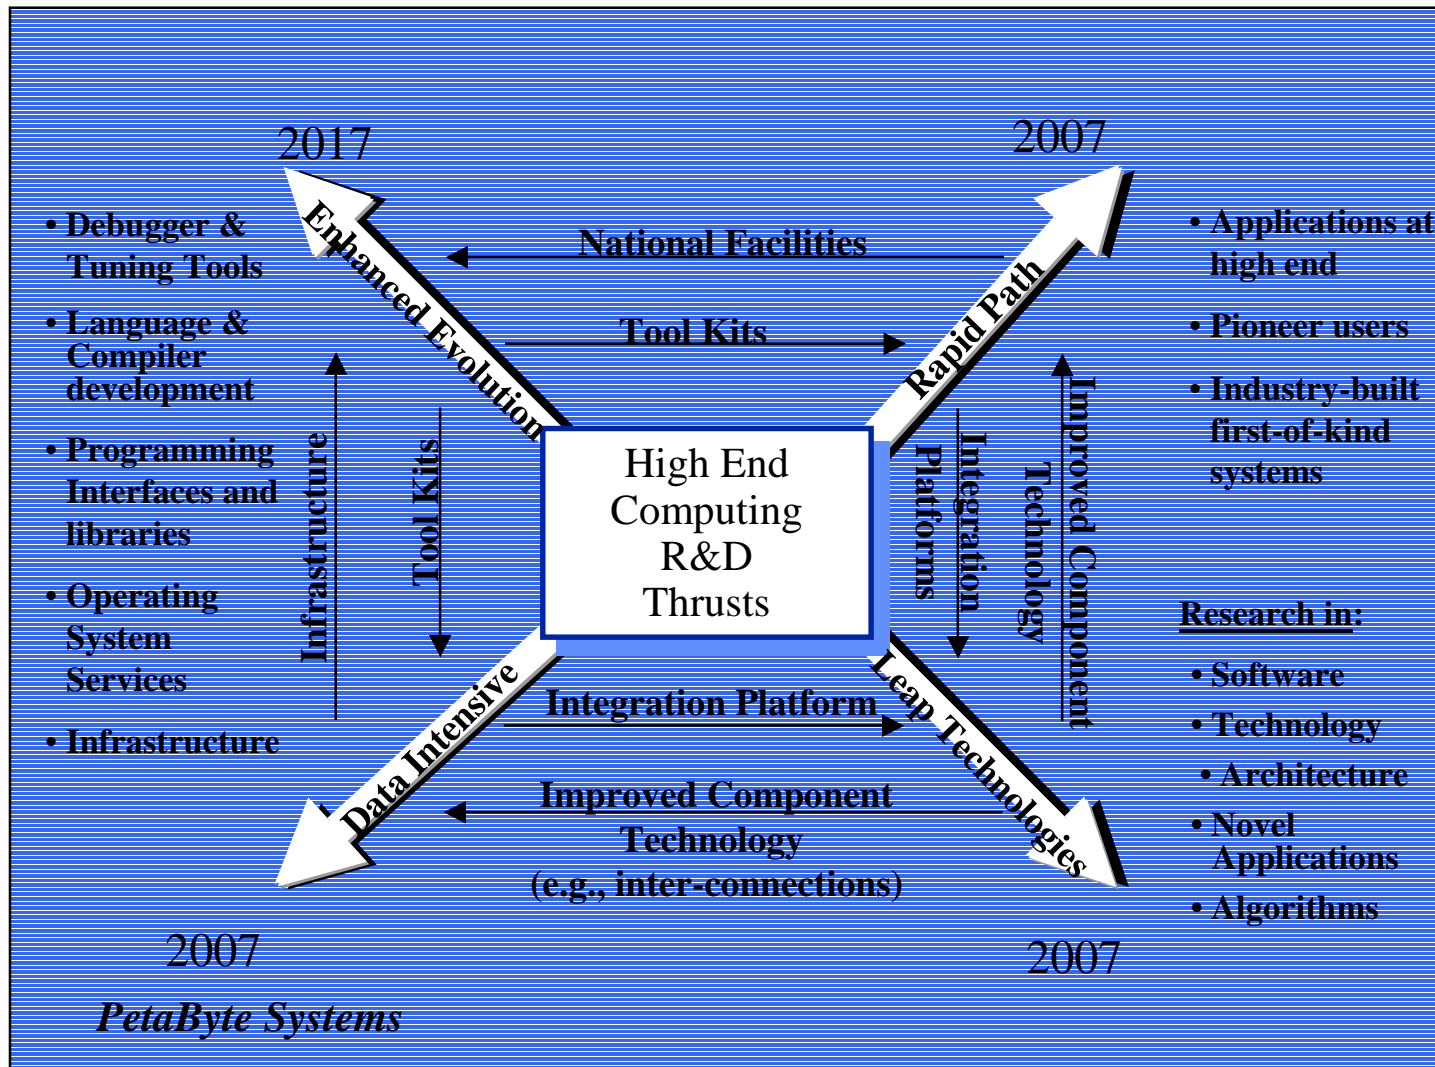 2017
2007
• Debugger &
Tuning Tools
• Language &
Compiler
development
• Programming
Interfaces and
libraries
• Operating
System
Services
• Infrastructure
Enhanced Evolution
National Facilities
Tool Kits
Rapid Path
Infrastructure
Tool Kits
High End
Computing
R&D
Thrusts
Integration
Platforms
Improved Component
Technology
• Applications at
high end
• Pioneer users
• Industry-built
first-of-kind
systems
Research in:
• Software
• Technology
• Architecture
• Novel
Applications
• Algorithms
Data Intensive
Integration Platform
Leap Technologies
Improved Component
Technology
(e.g., inter-connections)
2007
2007
PetaByte Systems